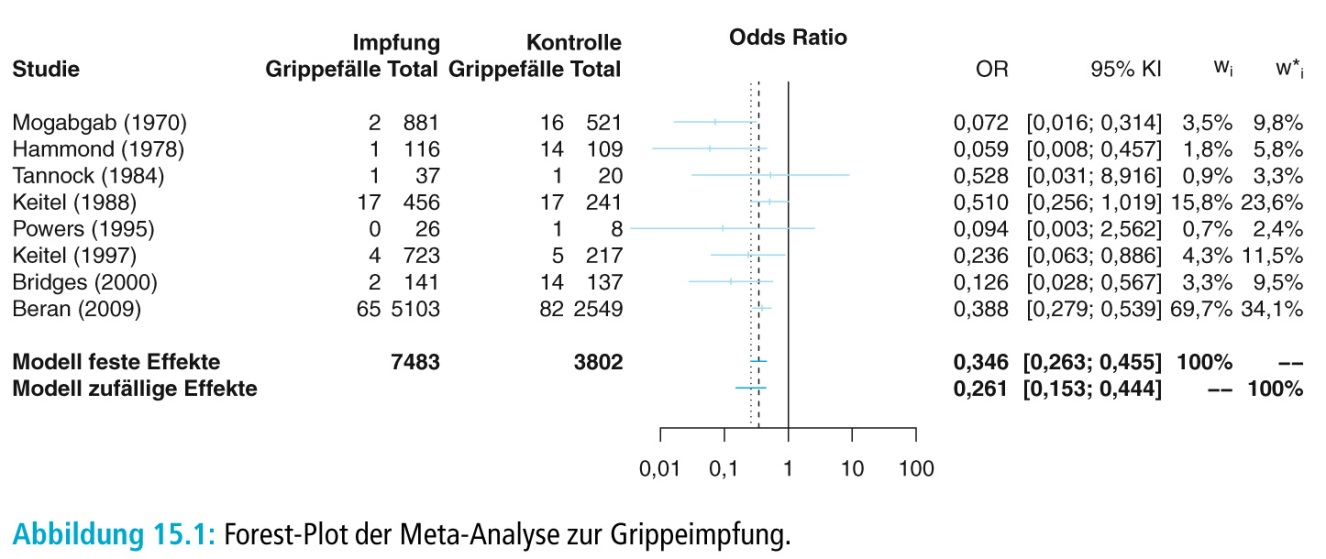 Impfung Kontrolle Odds Ratio
Studie Grippefälle Total Grippefälle Total OR 95% KI wi w*i
Mogabgab (1970) 2 881 16 521 0,072 [0,016; 0,314] 3,5% 9,8%
Hammond (1978) 1 116 14 109 0,059 [0,008; 0,457] 1,8% 5,8%
Tannock (1984) 1 37 1 20 0,528 [0,031; 8,916] 0,9% 3,3%
Keitel (1988) 17 456 17 241 0,510 [0,256; 1,019] 15,8% 23,6%
Powers (1995) 0 26 1 8 0,094 [0,003; 2,562] 0,7% 2,4%
Keitel (1997) 4 723 5 217 0,236 [0,063; 0,886] 4,3% 11,5%
Bridges (2000) 2 141 14 137 0,126 [0,028; 0,567] 3,3% 9,5%
Beran (2009) 65 5103 82 2549 0,388 [0,279; 0,539] 69,7% 34,1%
Modell feste Effekte 7483 3802 0,346 [0,263; 0,455] 100% --
Modell zufällige Effekte 0,261 [0,153; 0,444] -- 100%
0,01 0,1 1 10 100
Abbildung 15.1: Forest-Plot der Meta-Analyse zur Grippeimpfung.